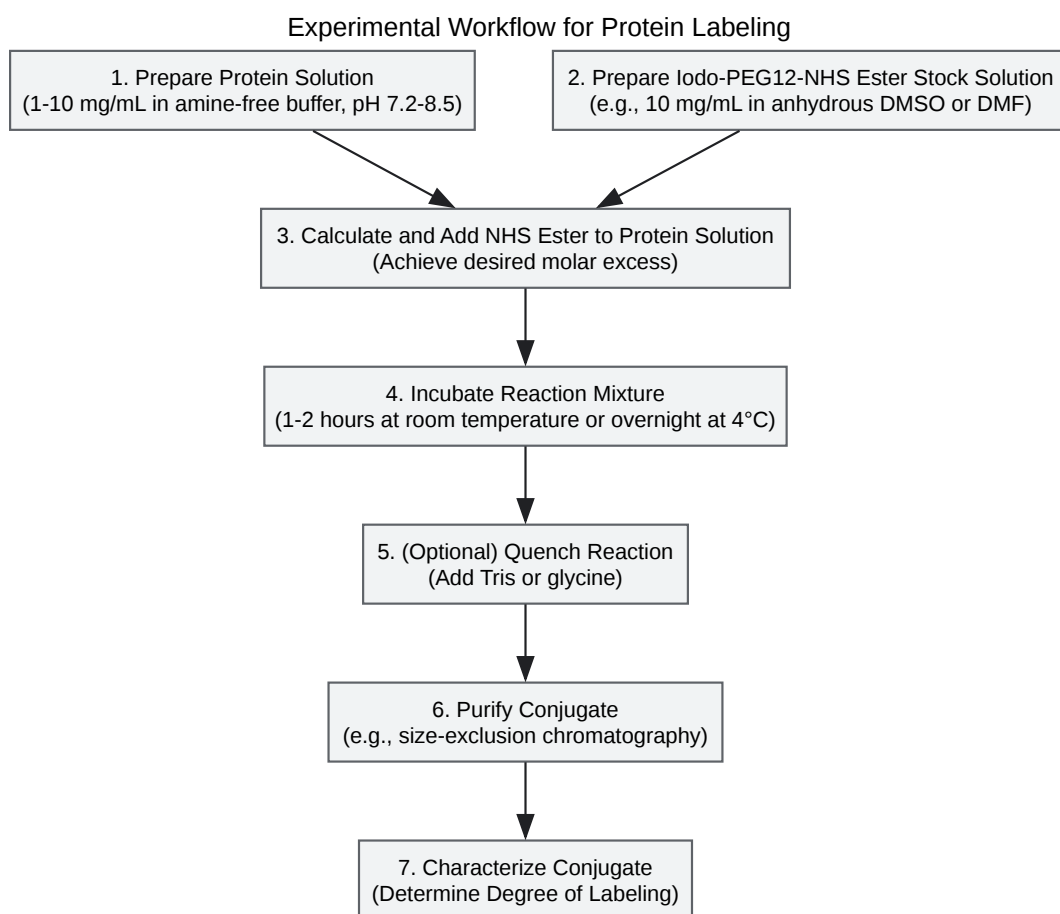 Experimental Workflow for Protein Labeling
1. Prepare Protein Solution
(1-10 mg/mL in amine-free buffer, pH 7.2-8.5)
2. Prepare Iodo-PEG12-NHS Ester Stock Solution
(e.g., 10 mg/mL in anhydrous DMSO or DMF)
3. Calculate and Add NHS Ester to Protein Solution
(Achieve desired molar excess)
4. Incubate Reaction Mixture
(1-2 hours at room temperature or overnight at 4°C)
5. (Optional) Quench Reaction
(Add Tris or glycine)
6. Purify Conjugate
(e.g., size-exclusion chromatography)
7. Characterize Conjugate
(Determine Degree of Labeling)